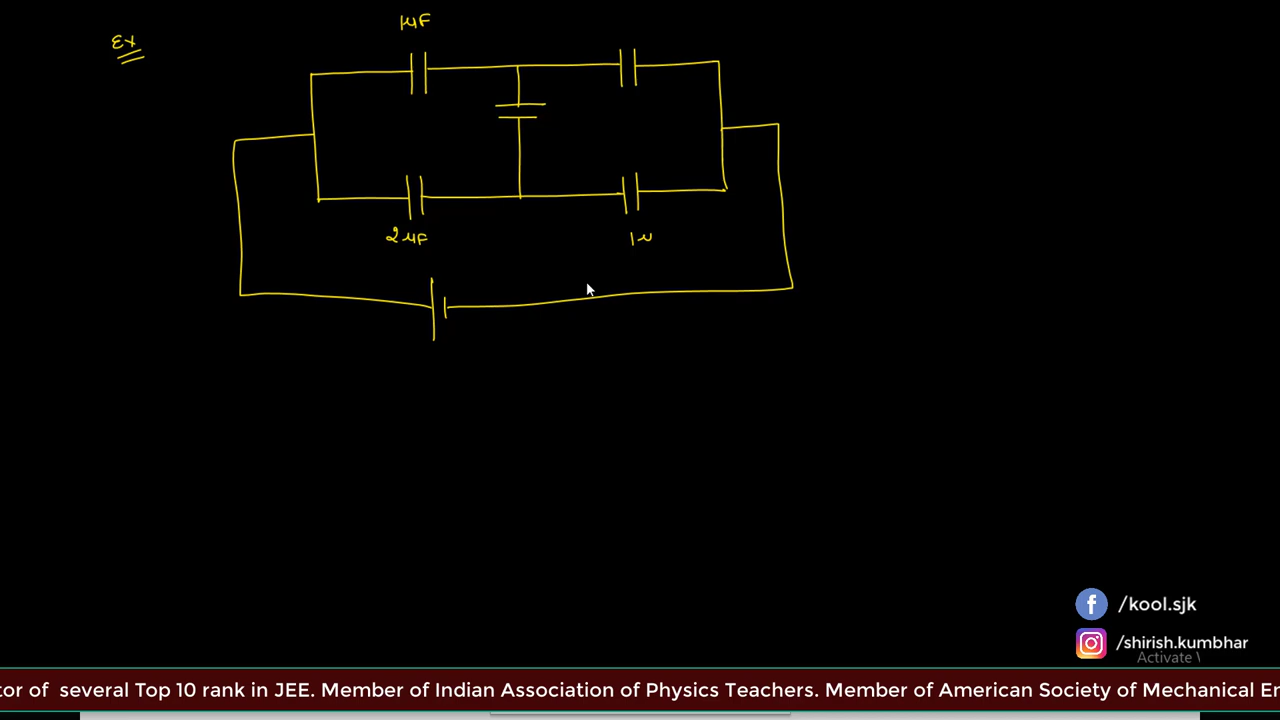 Ex
1μF
2μF
1μ
/kool.sjk
/shirish.kumbhar
Activate
tor of several Top 10 rank in JEE. Member of Indian Association of Physics Teachers. Member of American Society of Mechanical E